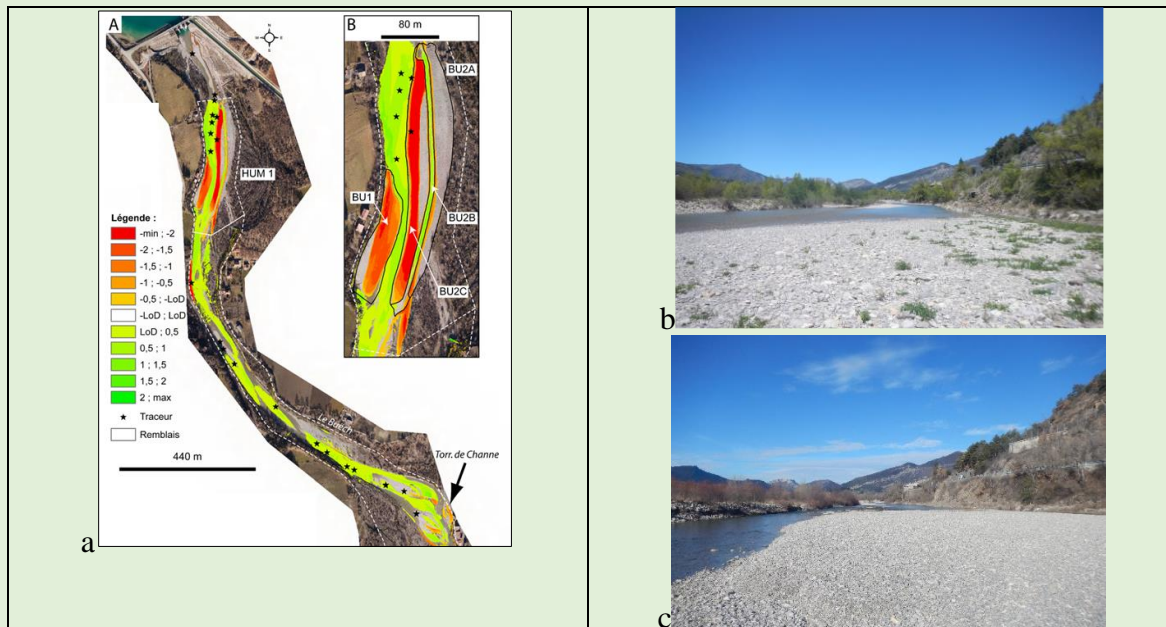 A
B
80 m
BU2A
BU1
BU2B
BU2C
HUM 1
Légende :
-min ; -2
-2 ; -1,5
-1,5 ; -1
-1 ; -0,5
-0,5 ; -LoD
-LoD ; LoD
LoD ; 0,5
0,5 ; 1
1 ; 1,5
1,5 ; 2
2 ; max
Traceur
Remblais
440 m
Le Buëch
Torr. de Channe
a
b
c